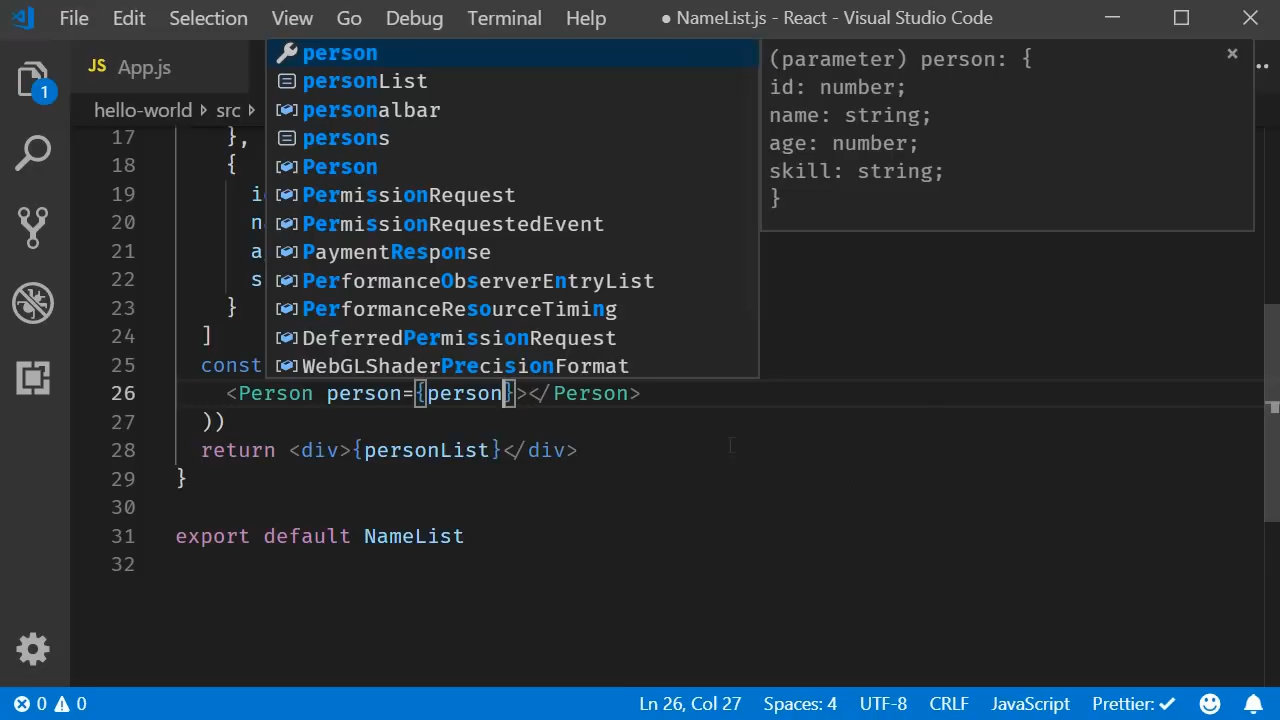 File Edit Selection View Go Debug Terminal Help ● NameList.js - React - Visual Studio Code
1
JS App.js
hello-world > src >
person
personList
personalbar
persons
Person
PermissionRequest
PermissionRequestedEvent
PaymentResponse
PerformanceObserverEntryList
PerformanceResourceTiming
DeferredPermissionRequest
WebGLShaderPrecisionFormat
(parameter) person: {
id: number;
name: string;
age: number;
skill: string;
}
17 },
18 {
19 i
20 n
21 a
22 s
23 }
24 ]
25 const
26 <Person person={person}></Person>
27 ))
28 return <div>{personList}</div>
29 }
30
31 export default NameList
32
0 0 Ln 26, Col 27 Spaces: 4 UTF-8 CRLF JavaScript Prettier: ✓